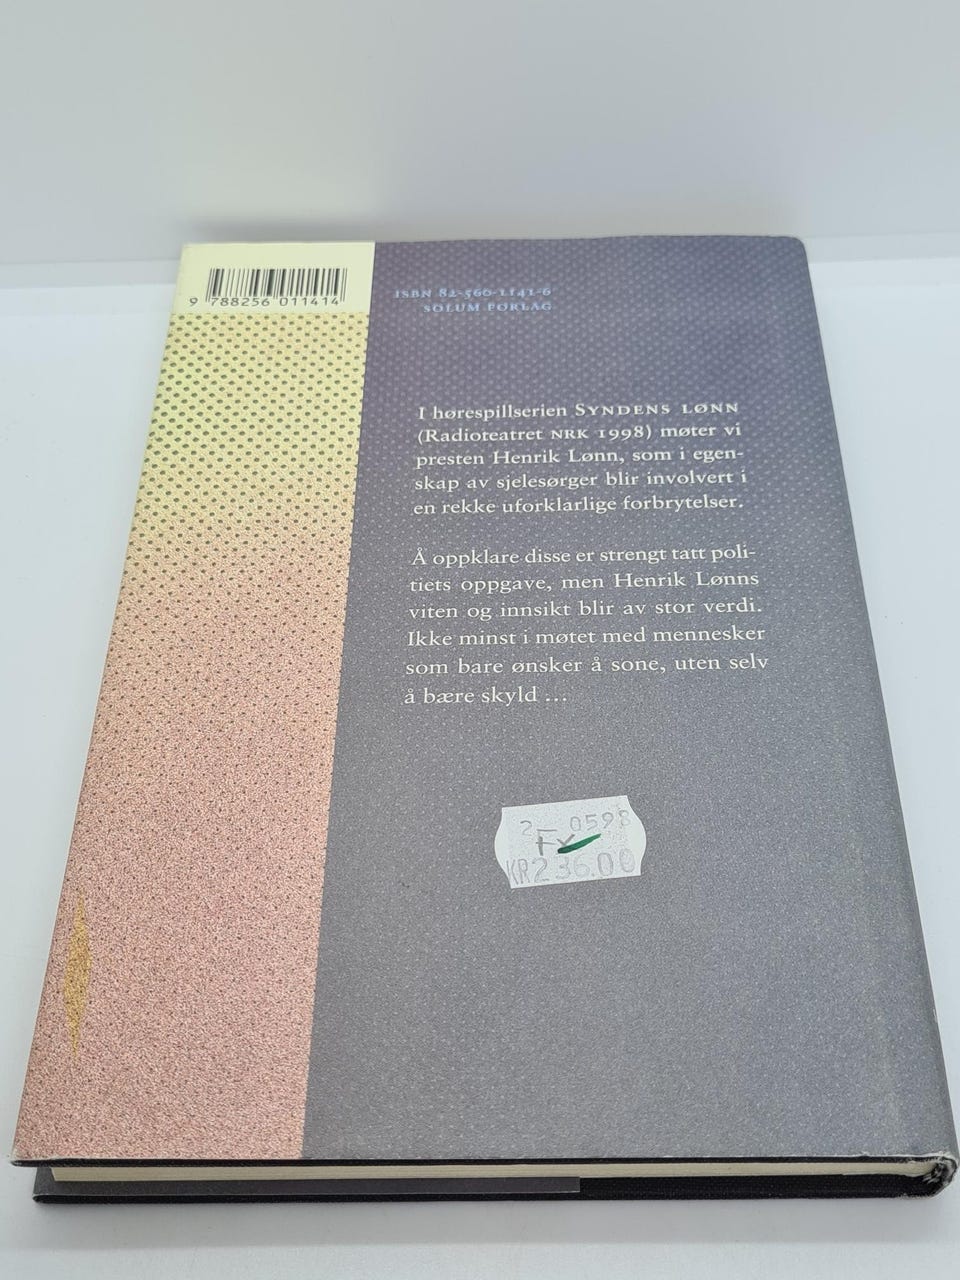 9 788256 011414
ISBN 82-560-1141-6
SOLUM FORLAG
I hørespillserien SYNDENS LØNN
(Radioteatret NRK 1998) møter vi
presten Henrik Lønn, som i egen-
skap av sjelesørger blir involvert i
en rekke uforklarlige forbrytelser.
Å oppklare disse er strengt tatt poli-
tiets oppgave, men Henrik Lønns
viten og innsikt blir av stor verdi.
Ikke minst i møtet med mennesker
som bare ønsker å sone, uten selv
å bære skyld ...
2 0598
KR236.00